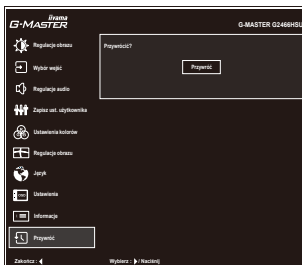 iiyama
G-MASTER
G-MASTER G2466HSU
Regulacje obrazu
Wybór wejść
Regulacje audio
Zapisz ust. użytkownika
Ustawienia kolorów
Regulacje obrazu
Język
OSD
Ustawienia
Informacje
Przywróć
Przywrócić?
Przywróć
Zakończ :
Wybierz : / Naciśnij